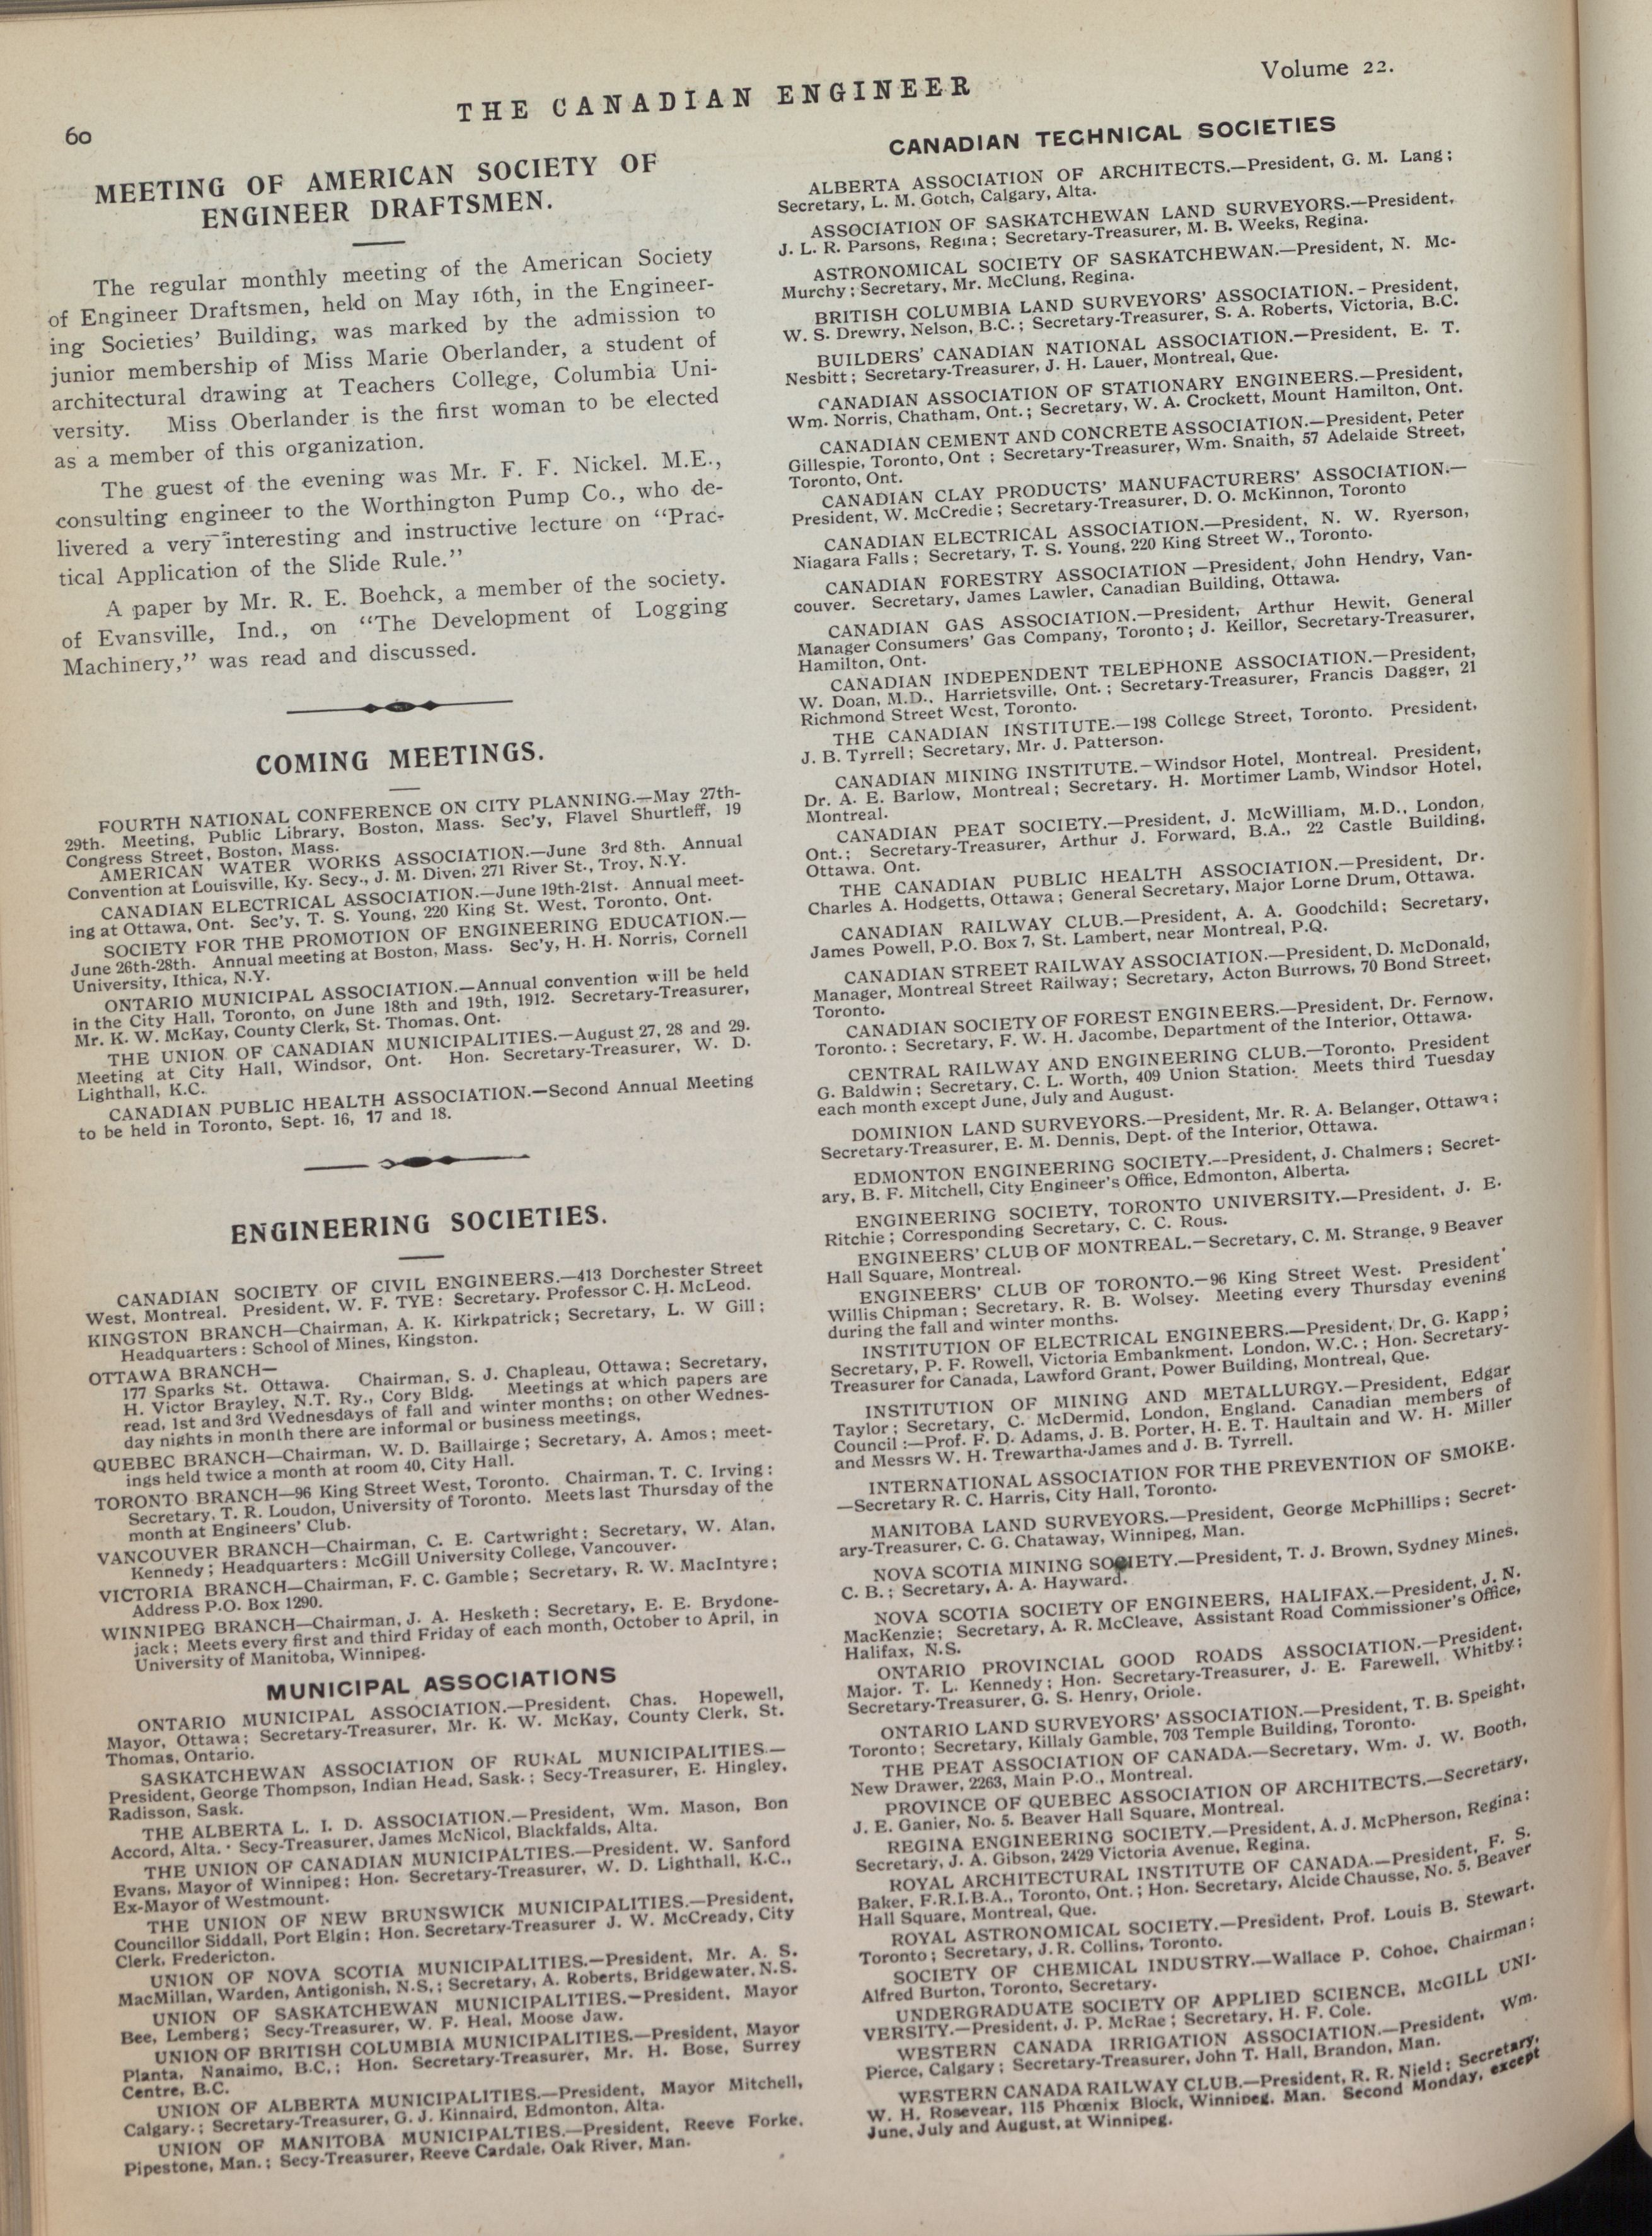 60
THE CANADIAN ENGINEER
Volume 22.
MEETING OF AMERICAN SOCIETY OF
ENGINEER DRAFTSMEN.
The regular monthly meeting of the American Society
of Engineer Draftsmen, held on May 16th, in the Engineer-
ing Societies' Building, was marked by the admission to
junior membership of Miss Marie Oberlander, a student of
architectural drawing at Teachers College, Columbia Uni-
versity. Miss Oberlander is the first woman to be elected
as a member of this organization.
The guest of the evening was Mr. F. F. Nickel. M.E.,
consulting engineer to the Worthington Pump Co., who de-
livered a very interesting and instructive lecture on "Prac-
tical Application of the Slide Rule."
A paper by Mr. R. E. Boehck, a member of the society.
of Evansville, Ind., on "The Development of Logging
Machinery," was read and discussed.
COMING MEETINGS.
FOURTH NATIONAL CONFERENCE ON CITY PLANNING.—May 27th-
29th. Meeting, Public Library, Boston, Mass. Sec'y, Flavel Shurtleff, 19
Congress Street, Boston, Mass.
AMERICAN WATER WORKS ASSOCIATION.—June 3rd 8th. Annual
Convention at Louisville, Ky. Secy., J. M. Diven, 271 River St., Troy, N.Y.
CANADIAN ELECTRICAL ASSOCIATION.—June 19th-21st. Annual meet-
ing at Ottawa, Ont. Sec'y, T. S. Young, 220 King St. West, Toronto, Ont.
SOCIETY FOR THE PROMOTION OF ENGINEERING EDUCATION.—
June 26th-28th. Annual meeting at Boston, Mass. Sec'y, H. H. Norris, Cornell
University, Ithica, N.Y.
ONTARIO MUNICIPAL ASSOCIATION.—Annual convention will be held
in the City Hall, Toronto, on June 18th and 19th, 1912. Secretary-Treasurer,
Mr. K. W. McKay, County Clerk, St. Thomas, Ont.
THE UNION OF CANADIAN MUNICIPALITIES.—August 27, 28 and 29.
Meeting at City Hall, Windsor, Ont. Hon. Secretary-Treasurer, W. D.
Lighthall, K.C.
CANADIAN PUBLIC HEALTH ASSOCIATION.—Second Annual Meeting
to be held in Toronto, Sept. 16, 17 and 18.
ENGINEERING SOCIETIES.
CANADIAN SOCIETY OF CIVIL ENGINEERS.—413 Dorchester Street
West, Montreal. President, W. F. TYE: Secretary. Professor C. H. McLeod.
KINGSTON BRANCH—Chairman, A. K. Kirkpatrick; Secretary, L. W Gill;
Headquarters: School of Mines, Kingston.
OTTAWA BRANCH—
177 Sparks St. Ottawa. Chairman, S. J. Chapleau, Ottawa; Secretary,
H. Victor Brayley, N.T. Ry., Cory Bldg. Meetings at which papers are
read, 1st and 3rd Wednesdays of fall and winter months; on other Wednes-
day nights in month there are informal or business meetings,
QUEBEC BRANCH—Chairman, W. D. Baillairge; Secretary, A. Amos; meet-
ings held twice a month at room 40, City Hall.
TORONTO BRANCH—96 King Street West, Toronto. Chairman, T. C. Irving;
Secretary, T. R. Loudon, University of Toronto. Meets last Thursday of the
month at Engineers' Club.
VANCOUVER BRANCH—Chairman, C. E. Cartwright; Secretary, W. Alan,
Kennedy; Headquarters: McGill University College, Vancouver.
VICTORIA BRANCH—Chairman, F. C. Gamble; Secretary, R. W. MacIntyre;
Address P.O. Box 1290.
WINNIPEG BRANCH—Chairman, J. A. Hesketh; Secretary, E. E. Brydone-
jack; Meets every first and third Friday of each month, October to April, in
University of Manitoba, Winnipeg.
MUNICIPAL ASSOCIATIONS
ONTARIO MUNICIPAL ASSOCIATION.—President, Chas. Hopewell,
Mayor, Ottawa; Secretary-Treasurer, Mr. K. W. McKay, County Clerk, St.
Thomas, Ontario.
SASKATCHEWAN ASSOCIATION OF RURAL MUNICIPALITIES.—
President, George Thompson, Indian Head, Sask.; Secy-Treasurer, E. Hingley,
Radisson, Sask.
THE ALBERTA L. I. D. ASSOCIATION.—President, Wm. Mason, Bon
Accord, Alta. Secy-Treasurer, James McNicol, Blackfalds, Alta.
THE UNION OF CANADIAN MUNICIPALTIES.—President, W. Sanford
Evans, Mayor of Winnipeg; Hon. Secretary-Treasurer, W. D. Lighthall, K.C.,
Ex-Mayor of Westmount.
THE UNION OF NEW BRUNSWICK MUNICIPALITIES.—President,
Councillor Siddall, Port Elgin; Hon. Secretary-Treasurer J. W. McCready, City
Clerk, Fredericton.
UNION OF NOVA SCOTIA MUNICIPALITIES.—President, Mr. A. S.
MacMillan, Warden, Antigonish, N.S.; Secretary, A. Roberts, Bridgewater, N.S.
UNION OF SASKATCHEWAN MUNICIPALITIES.—President, Mayor
Bee, Lemberg; Secy-Treasurer, W. F. Heal, Moose Jaw.
UNION OF BRITISH COLUMBIA MUNICIPALITIES.—President, Mayor
Planta, Nanaimo, B.C.; Hon. Secretary-Treasurer, Mr. H. Bose, Surrey
Centre, B.C.
UNION OF ALBERTA MUNICIPALITIES.—President, Mayor Mitchell,
Calgary.; Secretary-Treasurer, G. J. Kinnaird, Edmonton, Alta.
UNION OF MANITOBA MUNICIPALTIES.—President, Reeve Forke,
Pipestone, Man.; Secy-Treasurer, Reeve Cardale, Oak River, Man.
CANADIAN TECHNICAL SOCIETIES
ALBERTA ASSOCIATION OF ARCHITECTS.—President, G. M. Lang;
Secretary, L. M. Gotch, Calgary, Alta.
ASSOCIATION OF SASKATCHEWAN LAND SURVEYORS.—President,
J. L. R. Parsons, Regina; Secretary-Treasurer, M. B. Weeks, Regina.
ASTRONOMICAL SOCIETY OF SASKATCHEWAN.—President, N. Mc-
Murchy; Secretary, Mr. McClung, Regina.
BRITISH COLUMBIA LAND SURVEYORS' ASSOCIATION.-President,
W. S. Drewry, Nelson, B.C.; Secretary-Treasurer, S. A. Roberts, Victoria, B.C.
BUILDERS' CANADIAN NATIONAL ASSOCIATION.—President, E. T.
Nesbitt; Secretary-Treasurer, J. H. Lauer, Montreal, Que.
CANADIAN ASSOCIATION OF STATIONARY ENGINEERS.—President,
Wm. Norris, Chatham, Ont.; Secretary, W. A. Crockett, Mount Hamilton, Ont.
CANADIAN CEMENT AND CONCRETE ASSOCIATION.—President, Peter
Gillespie, Toronto, Ont ; Secretary-Treasurer, Wm. Snaith, 57 Adelaide Street,
Toronto, Ont.
CANADIAN CLAY PRODUCTS' MANUFACTURERS' ASSOCIATION.—
President, W. McCredie; Secretary-Treasurer, D. O. McKinnon, Toronto
CANADIAN ELECTRICAL ASSOCIATION.—President, N. W. Ryerson,
Niagara Falls; Secretary, T. S. Young, 220 King Street W., Toronto.
CANADIAN FORESTRY ASSOCIATION —President, John Hendry, Van-
couver. Secretary, James Lawler, Canadian Building, Ottawa.
CANADIAN GAS ASSOCIATION.—President, Arthur Hewit, General
Manager Consumers' Gas Company, Toronto; J. Keillor, Secretary-Treasurer,
Hamilton, Ont.
CANADIAN INDEPENDENT TELEPHONE ASSOCIATION.—President,
W. Doan, M.D., Harrietsville, Ont.; Secretary-Treasurer, Francis Dagger, 21
Richmond Street West, Toronto.
THE CANADIAN INSTITUTE.—198 College Street, Toronto. President,
J. B. Tyrrell; Secretary, Mr. J. Patterson.
CANADIAN MINING INSTITUTE.—Windsor Hotel, Montreal. President,
Dr. A. E. Barlow, Montreal; Secretary. H. Mortimer Lamb, Windsor Hotel,
Montreal.
CANADIAN PEAT SOCIETY.—President, J. McWilliam, M.D., London,
Ont.; Secretary-Treasurer, Arthur J. Forward, B.A., 22 Castle Building,
Ottawa. Ont.
THE CANADIAN PUBLIC HEALTH ASSOCIATION.—President, Dr.
Charles A. Hodgetts, Ottawa; General Secretary, Major Lorne Drum, Ottawa.
CANADIAN RAILWAY CLUB.—President, A. A. Goodchild; Secretary,
James Powell, P.O. Box 7, St. Lambert, near Montreal, P.Q.
CANADIAN STREET RAILWAY ASSOCIATION.—President, D. McDonald,
Manager, Montreal Street Railway; Secretary, Acton Burrows, 70 Bond Street,
Toronto.
CANADIAN SOCIETY OF FOREST ENGINEERS.—President, Dr. Fernow,
Toronto.; Secretary, F. W. H. Jacombe, Department of the Interior, Ottawa.
CENTRAL RAILWAY AND ENGINEERING CLUB.—Toronto. President
G. Baldwin; Secretary, C. L. Worth, 409 Union Station. Meets third Tuesday
each month except June, July and August.
DOMINION LAND SURVEYORS.—President, Mr. R. A. Belanger, Ottawa;
Secretary-Treasurer, E. M. Dennis, Dept. of the Interior, Ottawa.
EDMONTON ENGINEERING SOCIETY.--President, J. Chalmers; Secret-
ary, B. F. Mitchell, City Engineer's Office, Edmonton, Alberta.
ENGINEERING SOCIETY, TORONTO UNIVERSITY.—President, J. E.
Ritchie; Corresponding Secretary, C. C. Rous.
ENGINEERS' CLUB OF MONTREAL.—Secretary, C. M. Strange, 9 Beaver
Hall Square, Montreal.
ENGINEERS' CLUB OF TORONTO.—96 King Street West. President'
Willis Chipman; Secretary, R. B. Wolsey. Meeting every Thursday evening
during the fall and winter months.
INSTITUTION OF ELECTRICAL ENGINEERS.—President, Dr. G. Kapp;
Secretary, P. F. Rowell, Victoria Embankment, London, W.C.; Hon. Secretary-
Treasurer for Canada, Lawford Grant, Power Building, Montreal, Que.
INSTITUTION OF MINING AND METALLURGY.—President, Edgar
Taylor; Secretary, C. McDermid, London, England. Canadian members of
Council:—Prof. F. D. Adams, J. B. Porter, H. E. T. Haultain and W. H. Miller
and Messrs W. H. Trewartha-James and J. B. Tyrrell.
INTERNATIONAL ASSOCIATION FOR THE PREVENTION OF SMOKE.
—Secretary R. C. Harris, City Hall, Toronto.
MANITOBA LAND SURVEYORS.—President, George McPhillips; Secret-
ary-Treasurer, C. G. Chataway, Winnipeg, Man.
NOVA SCOTIA MINING SOCIETY.—President, T. J. Brown, Sydney Mines,
C. B.; Secretary, A. A. Hayward.
NOVA SCOTIA SOCIETY OF ENGINEERS, HALIFAX.—President, J. N.
MacKenzie; Secretary, A. R. McCleave, Assistant Road Commissioner's Office,
Halifax, N.S.
ONTARIO PROVINCIAL GOOD ROADS ASSOCIATION.—President,
Major. T. L. Kennedy; Hon. Secretary-Treasurer, J. E. Farewell, Whitby;
Secretary-Treasurer, G. S. Henry, Oriole.
ONTARIO LAND SURVEYORS' ASSOCIATION.—President, T. B. Speight,
Toronto; Secretary, Killaly Gamble, 703 Temple Building, Toronto.
THE PEAT ASSOCIATION OF CANADA.—Secretary, Wm. J. W. Booth,
New Drawer, 2263, Main P.O., Montreal.
PROVINCE OF QUEBEC ASSOCIATION OF ARCHITECTS.—Secretary,
J. E. Ganier, No. 5. Beaver Hall Square, Montreal.
REGINA ENGINEERING SOCIETY.—President, A. J. McPherson, Regina;
Secretary, J. A. Gibson, 2429 Victoria Avenue, Regina.
ROYAL ARCHITECTURAL INSTITUTE OF CANADA.—President, F. S.
Baker, F.R.I.B.A., Toronto, Ont.; Hon. Secretary, Alcide Chausse, No. 5. Beaver
Hall Square, Montreal, Que.
ROYAL ASTRONOMICAL SOCIETY.—President, Prof. Louis B. Stewart,
Toronto; Secretary, J. R. Collins, Toronto.
SOCIETY OF CHEMICAL INDUSTRY.—Wallace P. Cohoe, Chairman;
Alfred Burton, Toronto, Secretary.
UNDERGRADUATE SOCIETY OF APPLIED SCIENCE, McGILL UNI-
VERSITY.—President, J. P. McRae; Secretary, H. F. Cole.
WESTERN CANADA IRRIGATION ASSOCIATION.—President, Wm.
Pierce, Calgary; Secretary-Treasurer, John T. Hall, Brandon, Man.
WESTERN CANADA RAILWAY CLUB.—President, R. R. Nield; Secretary,
W. H. Rosevear, 115 Phœnix Block, Winnipeg, Man. Second Monday, except
June, July and August, at Winnipeg.